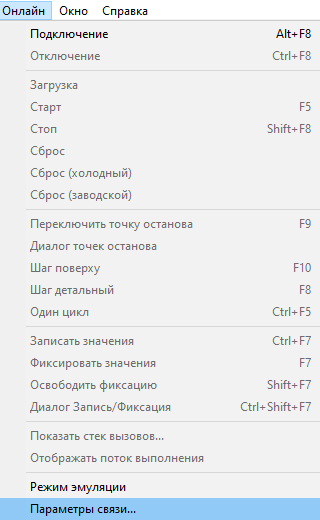 Онлайн Окно Справка
Подключение Alt+F8
Отключение Ctrl+F8
Загрузка
Старт F5
Стоп Shift+F8
Сброс
Сброс (холодный)
Сброс (заводской)
Переключить точку останова F9
Диалог точек останова
Шаг поверху F10
Шаг детальный F8
Один цикл Ctrl+F5
Записать значения Ctrl+F7
Фиксировать значения F7
Освободить фиксацию Shift+F7
Диалог Запись/Фиксация Ctrl+Shift+F7
Показать стек вызовов...
Отображать поток выполнения
Режим эмуляции
Параметры связи...